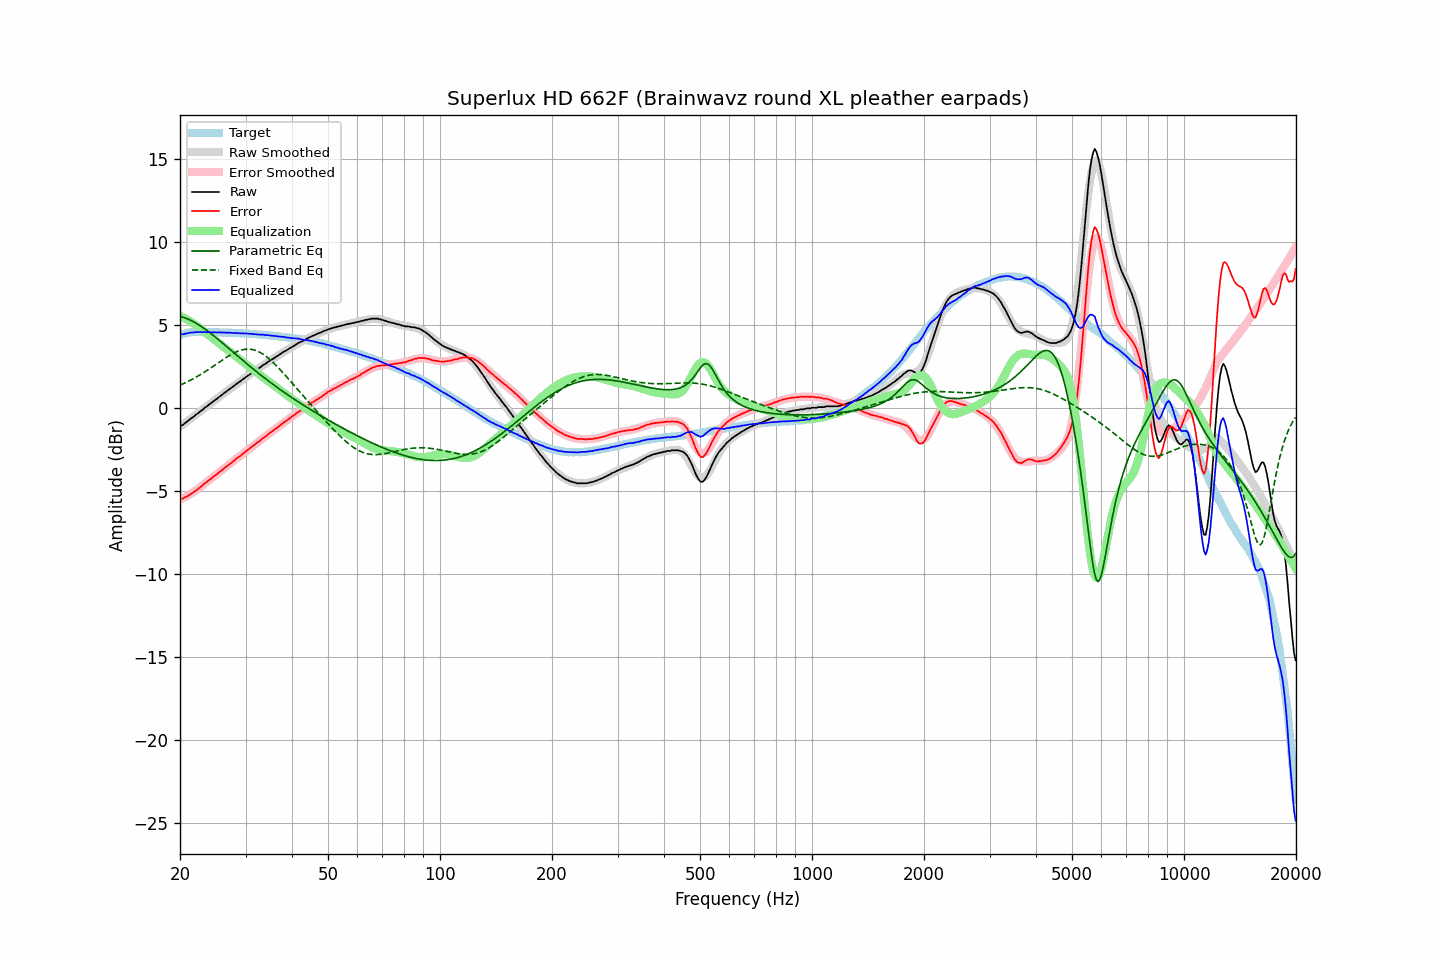 Superlux HD 662F (Brainwavz round XL pleather earpads)
Target
Raw Smoothed
Error Smoothed
Raw
Error
Equalization
Parametric Eq
Fixed Band Eq
Equalized
15
10
5
0
−5
−10
−15
−20
−25
Amplitude (dBr)
20 50 100 200 500 1000 2000 5000 10000 20000
Frequency (Hz)